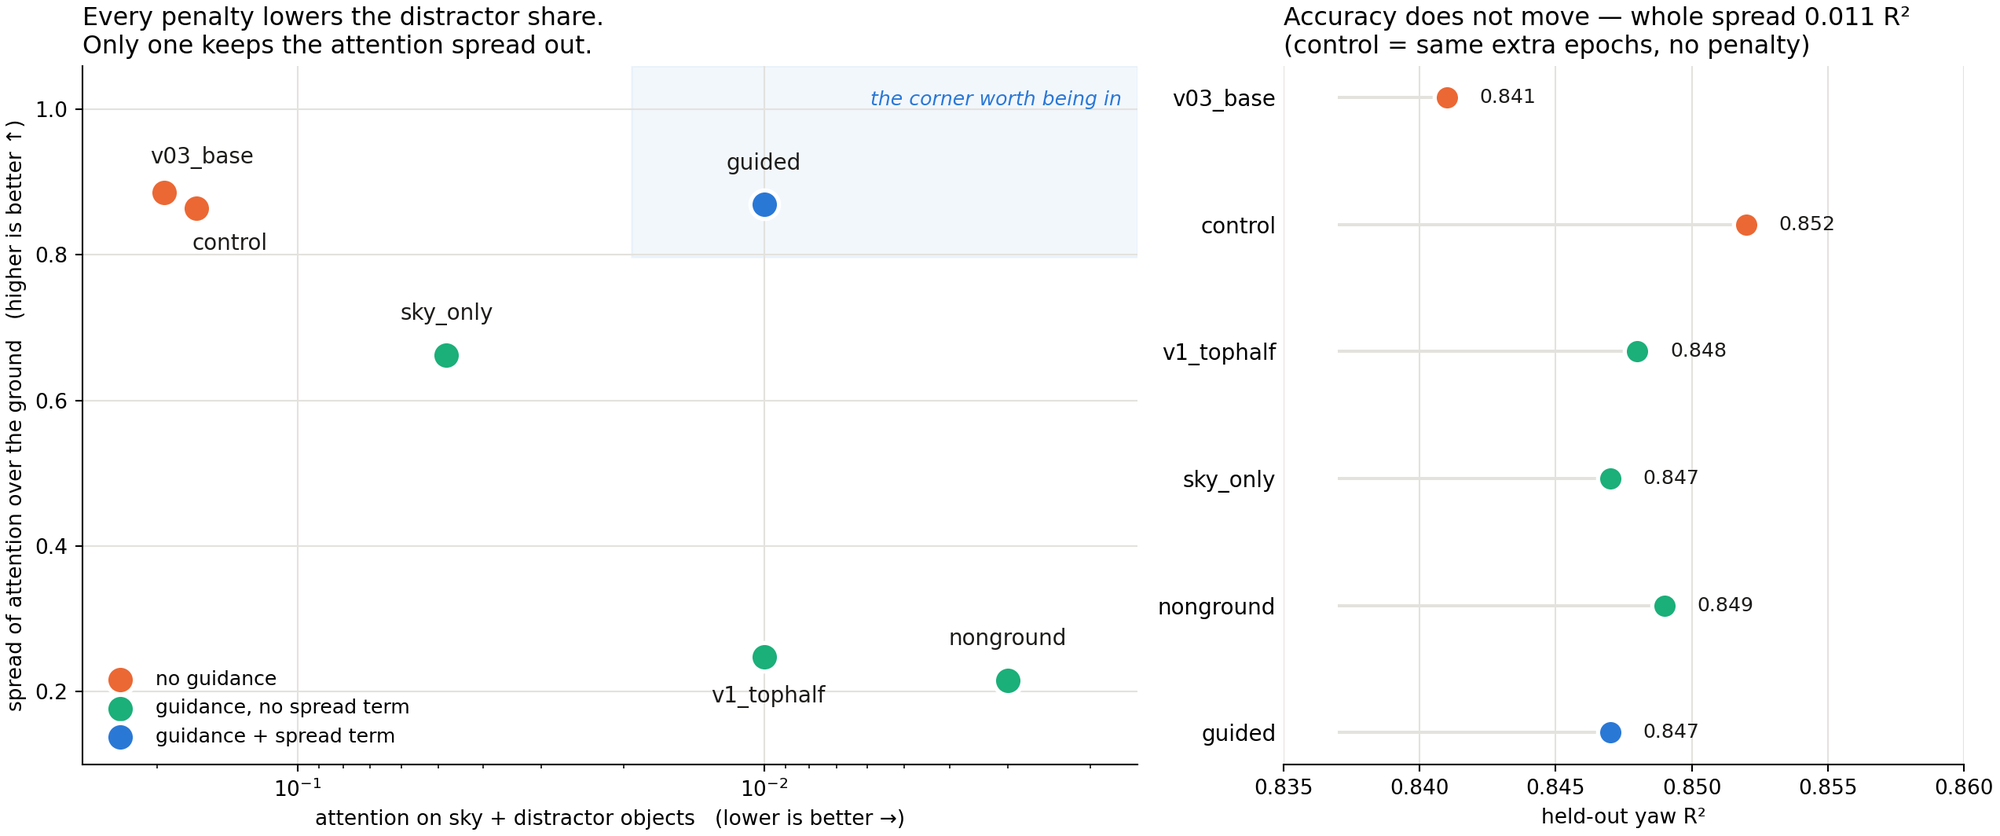 Every penalty lowers the distractor share.
Only one keeps the attention spread out.
spread of attention over the ground   (higher is better ↑)
1.0
0.8
0.6
0.4
0.2
the corner worth being in
v03_base
control
guided
sky_only
v1_tophalf
nonground
no guidance
guidance, no spread term
guidance + spread term
10⁻¹
10⁻²
attention on sky + distractor objects   (lower is better →)
Accuracy does not move — whole spread 0.011 R²
(control = same extra epochs, no penalty)
v03_base 0.841
control 0.852
v1_tophalf 0.848
sky_only 0.847
nonground 0.849
guided 0.847
0.835 0.840 0.845 0.850 0.855 0.860
held-out yaw R²